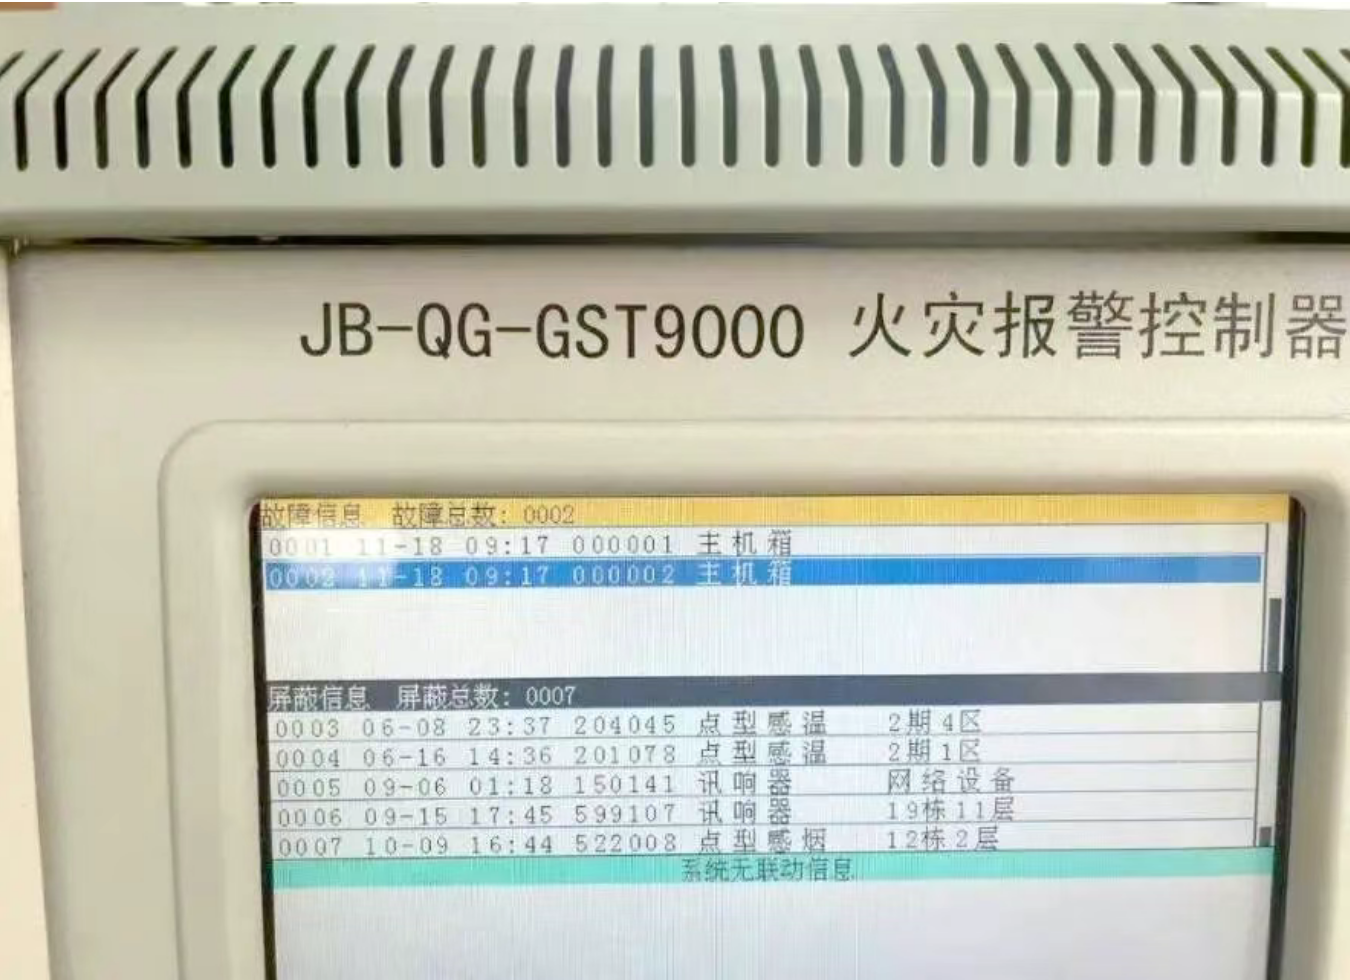 JB-QG-GST9000 火灾报警控制器
故障信息 故障总数: 0002
0001 11-18 09:17 000001 主机箱
0002 11-18 09:17 000002 主机箱
屏蔽信息 屏蔽总数: 0007
0003 06-08 23:37 204045 点型感温 2期4区
0004 06-16 14:36 201078 点型感温 2期1区
0005 09-06 01:18 150141 讯响器 网络设备
0006 09-15 17:45 599107 讯响器 19栋11层
0007 10-09 16:44 522008 点型感烟 12栋2层
系统无联动信息